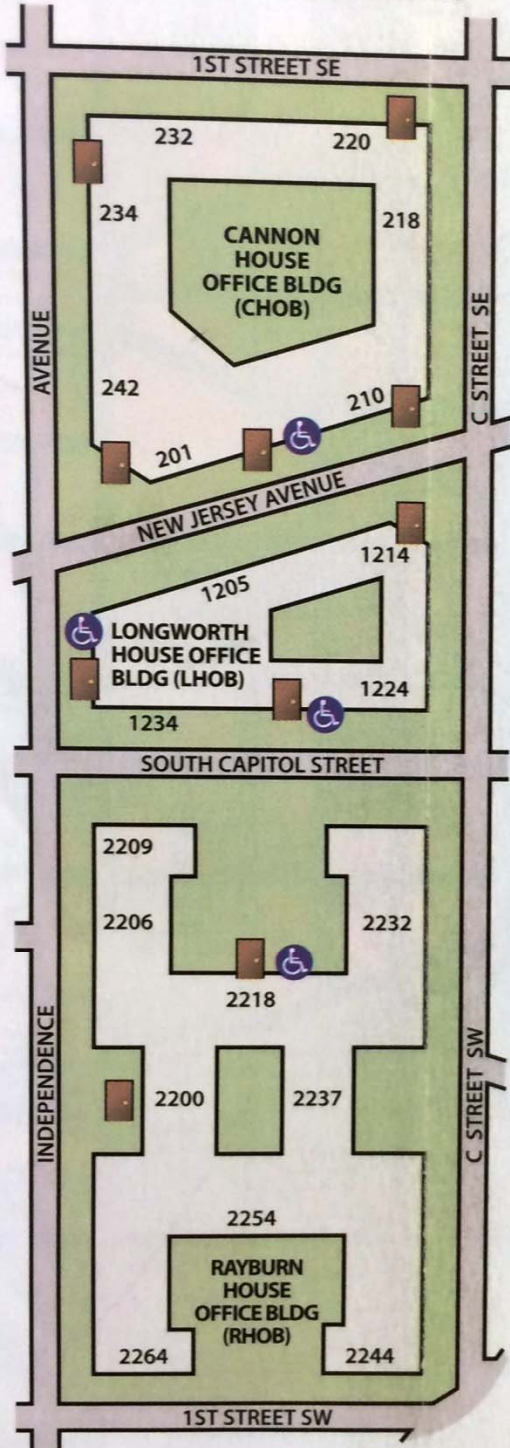 1ST STREET SE
232
220
234
218
CANNON
HOUSE
OFFICE BLDG
(CHOB)
AVENUE
C STREET SE
242
210
201
NEW JERSEY AVENUE
1214
1205
LONGWORTH
HOUSE OFFICE
BLDG (LHOB)
1224
1234
SOUTH CAPITOL STREET
2209
2206
2232
2218
INDEPENDENCE
C STREET SW
2200
2237
2254
RAYBURN
HOUSE
OFFICE BLDG
(RHOB)
2264
2244
1ST STREET SW